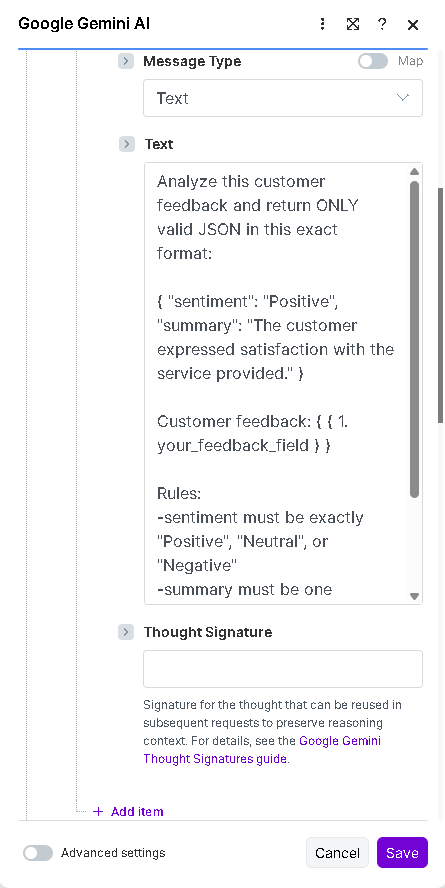 Google Gemini AI
?
Message Type
Map
Text
Text
Analyze this customer
feedback and return ONLY
valid JSON in this exact
format:
{ "sentiment": "Positive",
"summary": "The customer
expressed satisfaction with the
service provided." }
Customer feedback: { { 1.
your_feedback_field } }
Rules:
-sentiment must be exactly
"Positive", "Neutral", or
"Negative"
-summary must be one
Thought Signature
Signature for the thought that can be reused in
subsequent requests to preserve reasoning
context. For details, see the Google Gemini
Thought Signatures guide.
+ Add item
Advanced settings
Cancel
Save